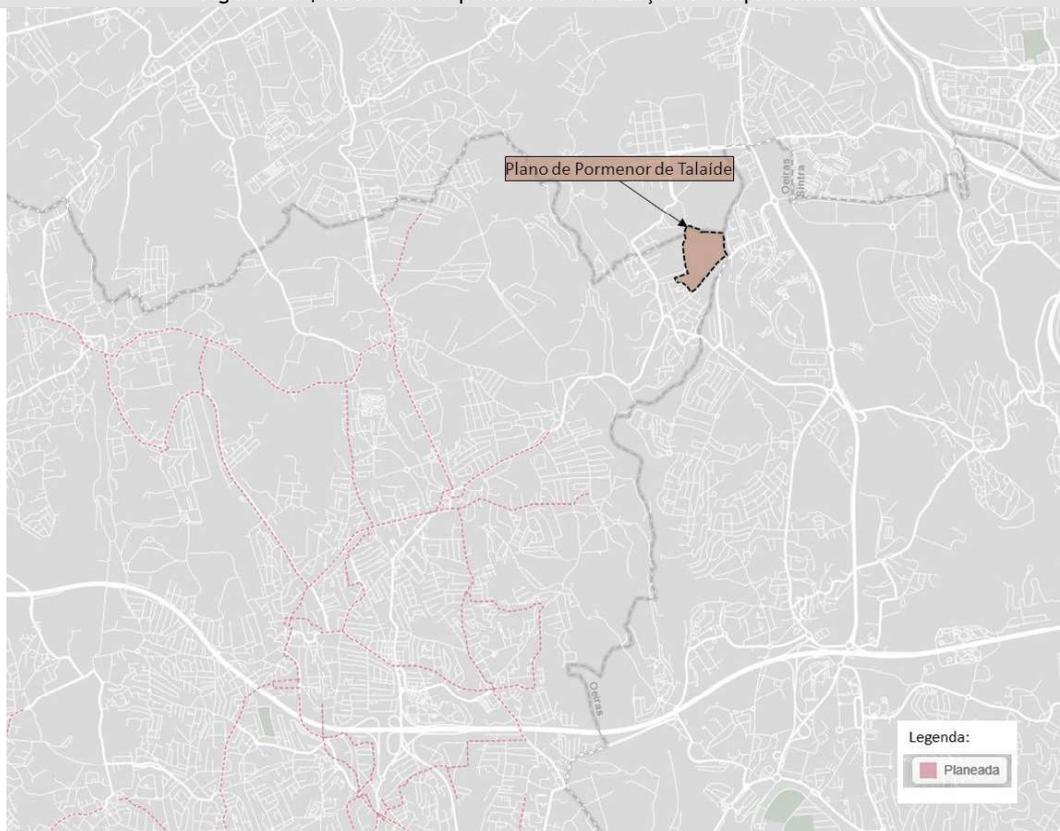 Plano de Pormenor de Talaíde
Oeiras
Sintra
Oeiras
Legenda:
Planeada